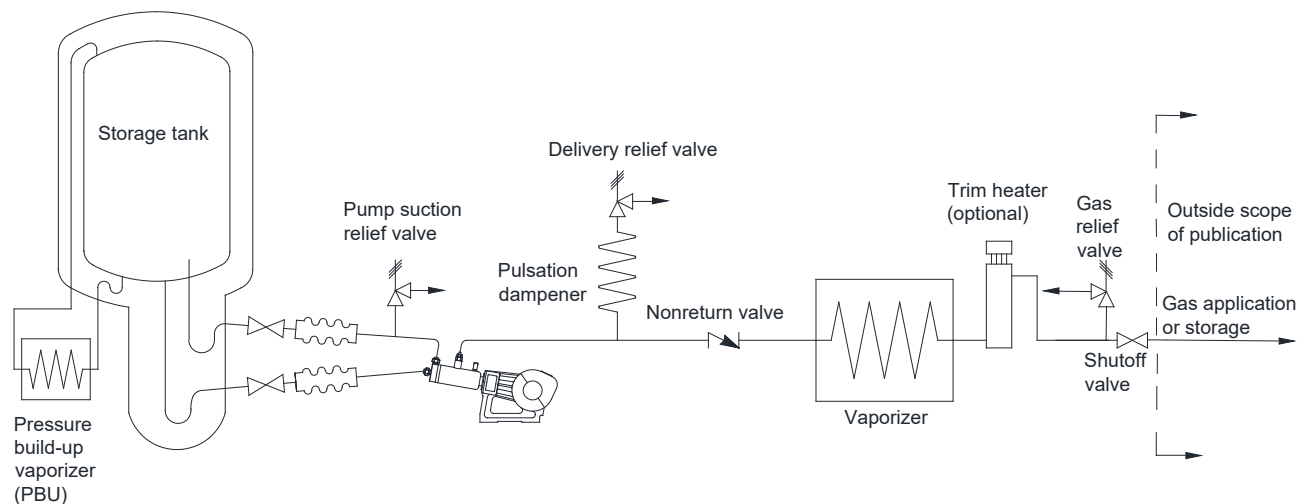 Storage tank
Pressure
build-up
vaporizer
(PBU)
Pump suction
relief valve
Delivery relief valve
Pulsation
dampener
Nonreturn valve
Vaporizer
Trim heater
(optional)
Gas
relief
valve
Shutoff
valve
Outside scope
of publication
Gas application
or storage